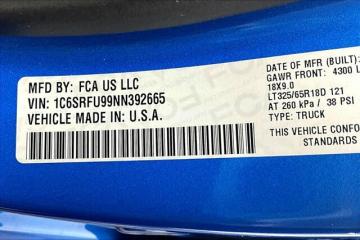 MFD BY: FCA US LLC
VIN: 1C6SRFU99NN392665
VEHICLE MADE IN: U.S.A.
DATE OF MFR (BUILT):
GAWR FRONT: 4300 L
18X9.0
LT325/65R18D 121
AT 260 kPa / 38 PSI
TYPE: TRUCK
THIS VEHICLE CONFO
STANDARDS